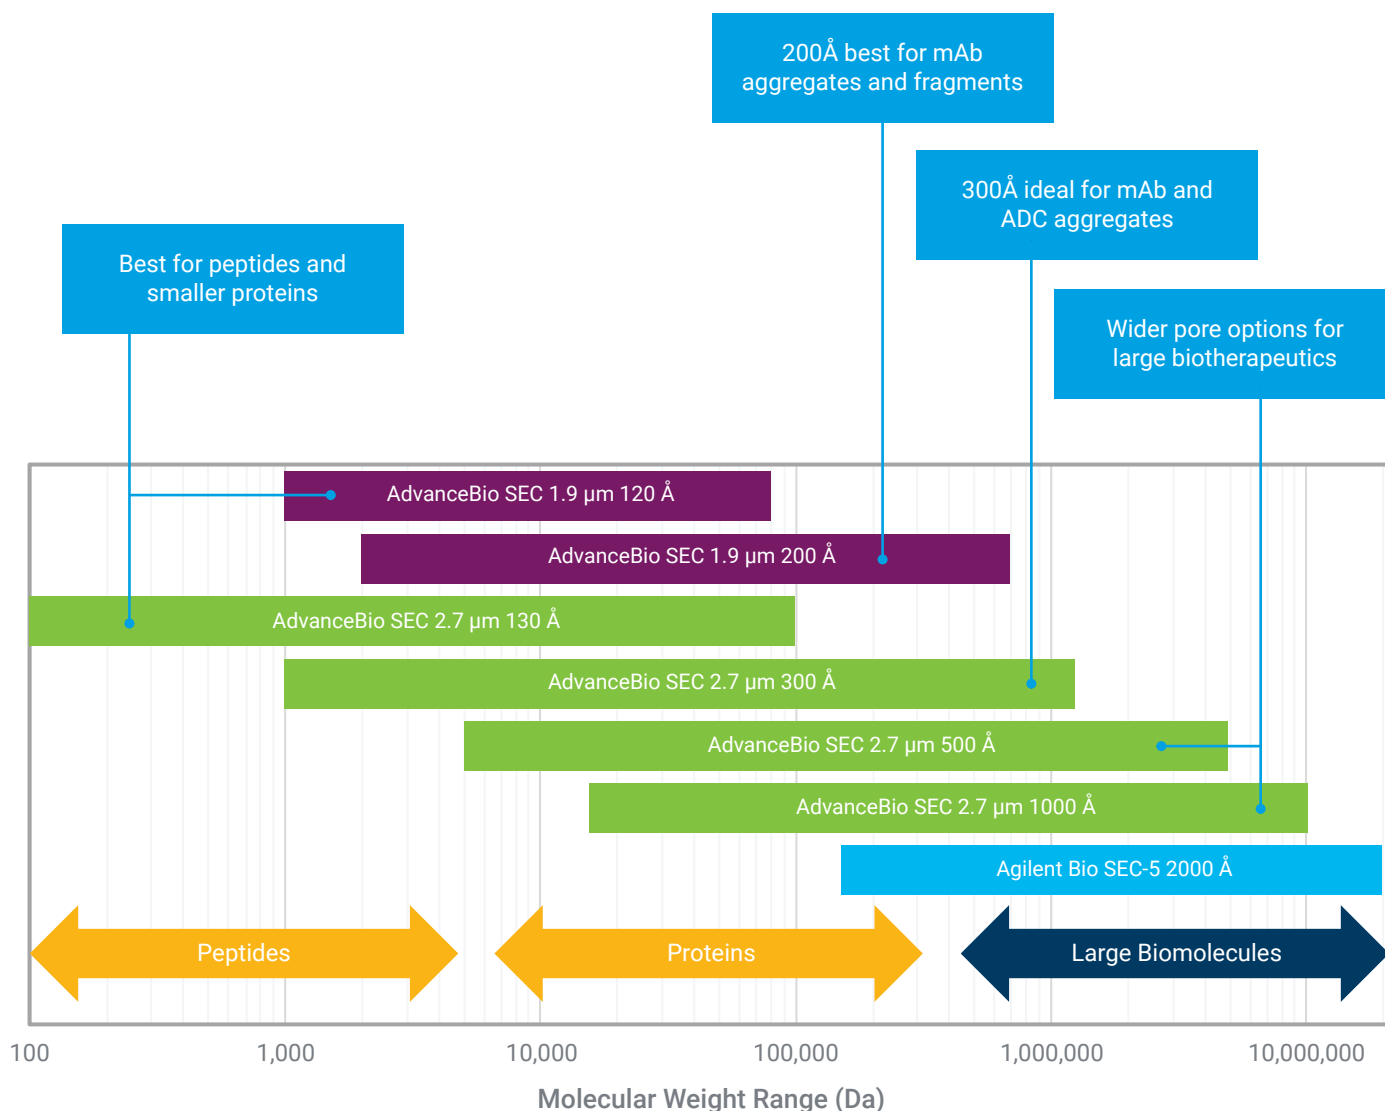 200Å best for mAb
aggregates and fragments
300Å ideal for mAb and
ADC aggregates
Best for peptides and
smaller proteins
Wider pore options for
large biotherapeutics
AdvanceBio SEC 1.9 µm 120 Å
AdvanceBio SEC 1.9 µm 200 Å
AdvanceBio SEC 2.7 µm 130 Å
AdvanceBio SEC 2.7 µm 300 Å
AdvanceBio SEC 2.7 µm 500 Å
AdvanceBio SEC 2.7 µm 1000 Å
Agilent Bio SEC-5 2000 Å
Peptides Proteins Large Biomolecules
100 1,000 10,000 100,000 1,000,000 10,000,000
Molecular Weight Range (Da)